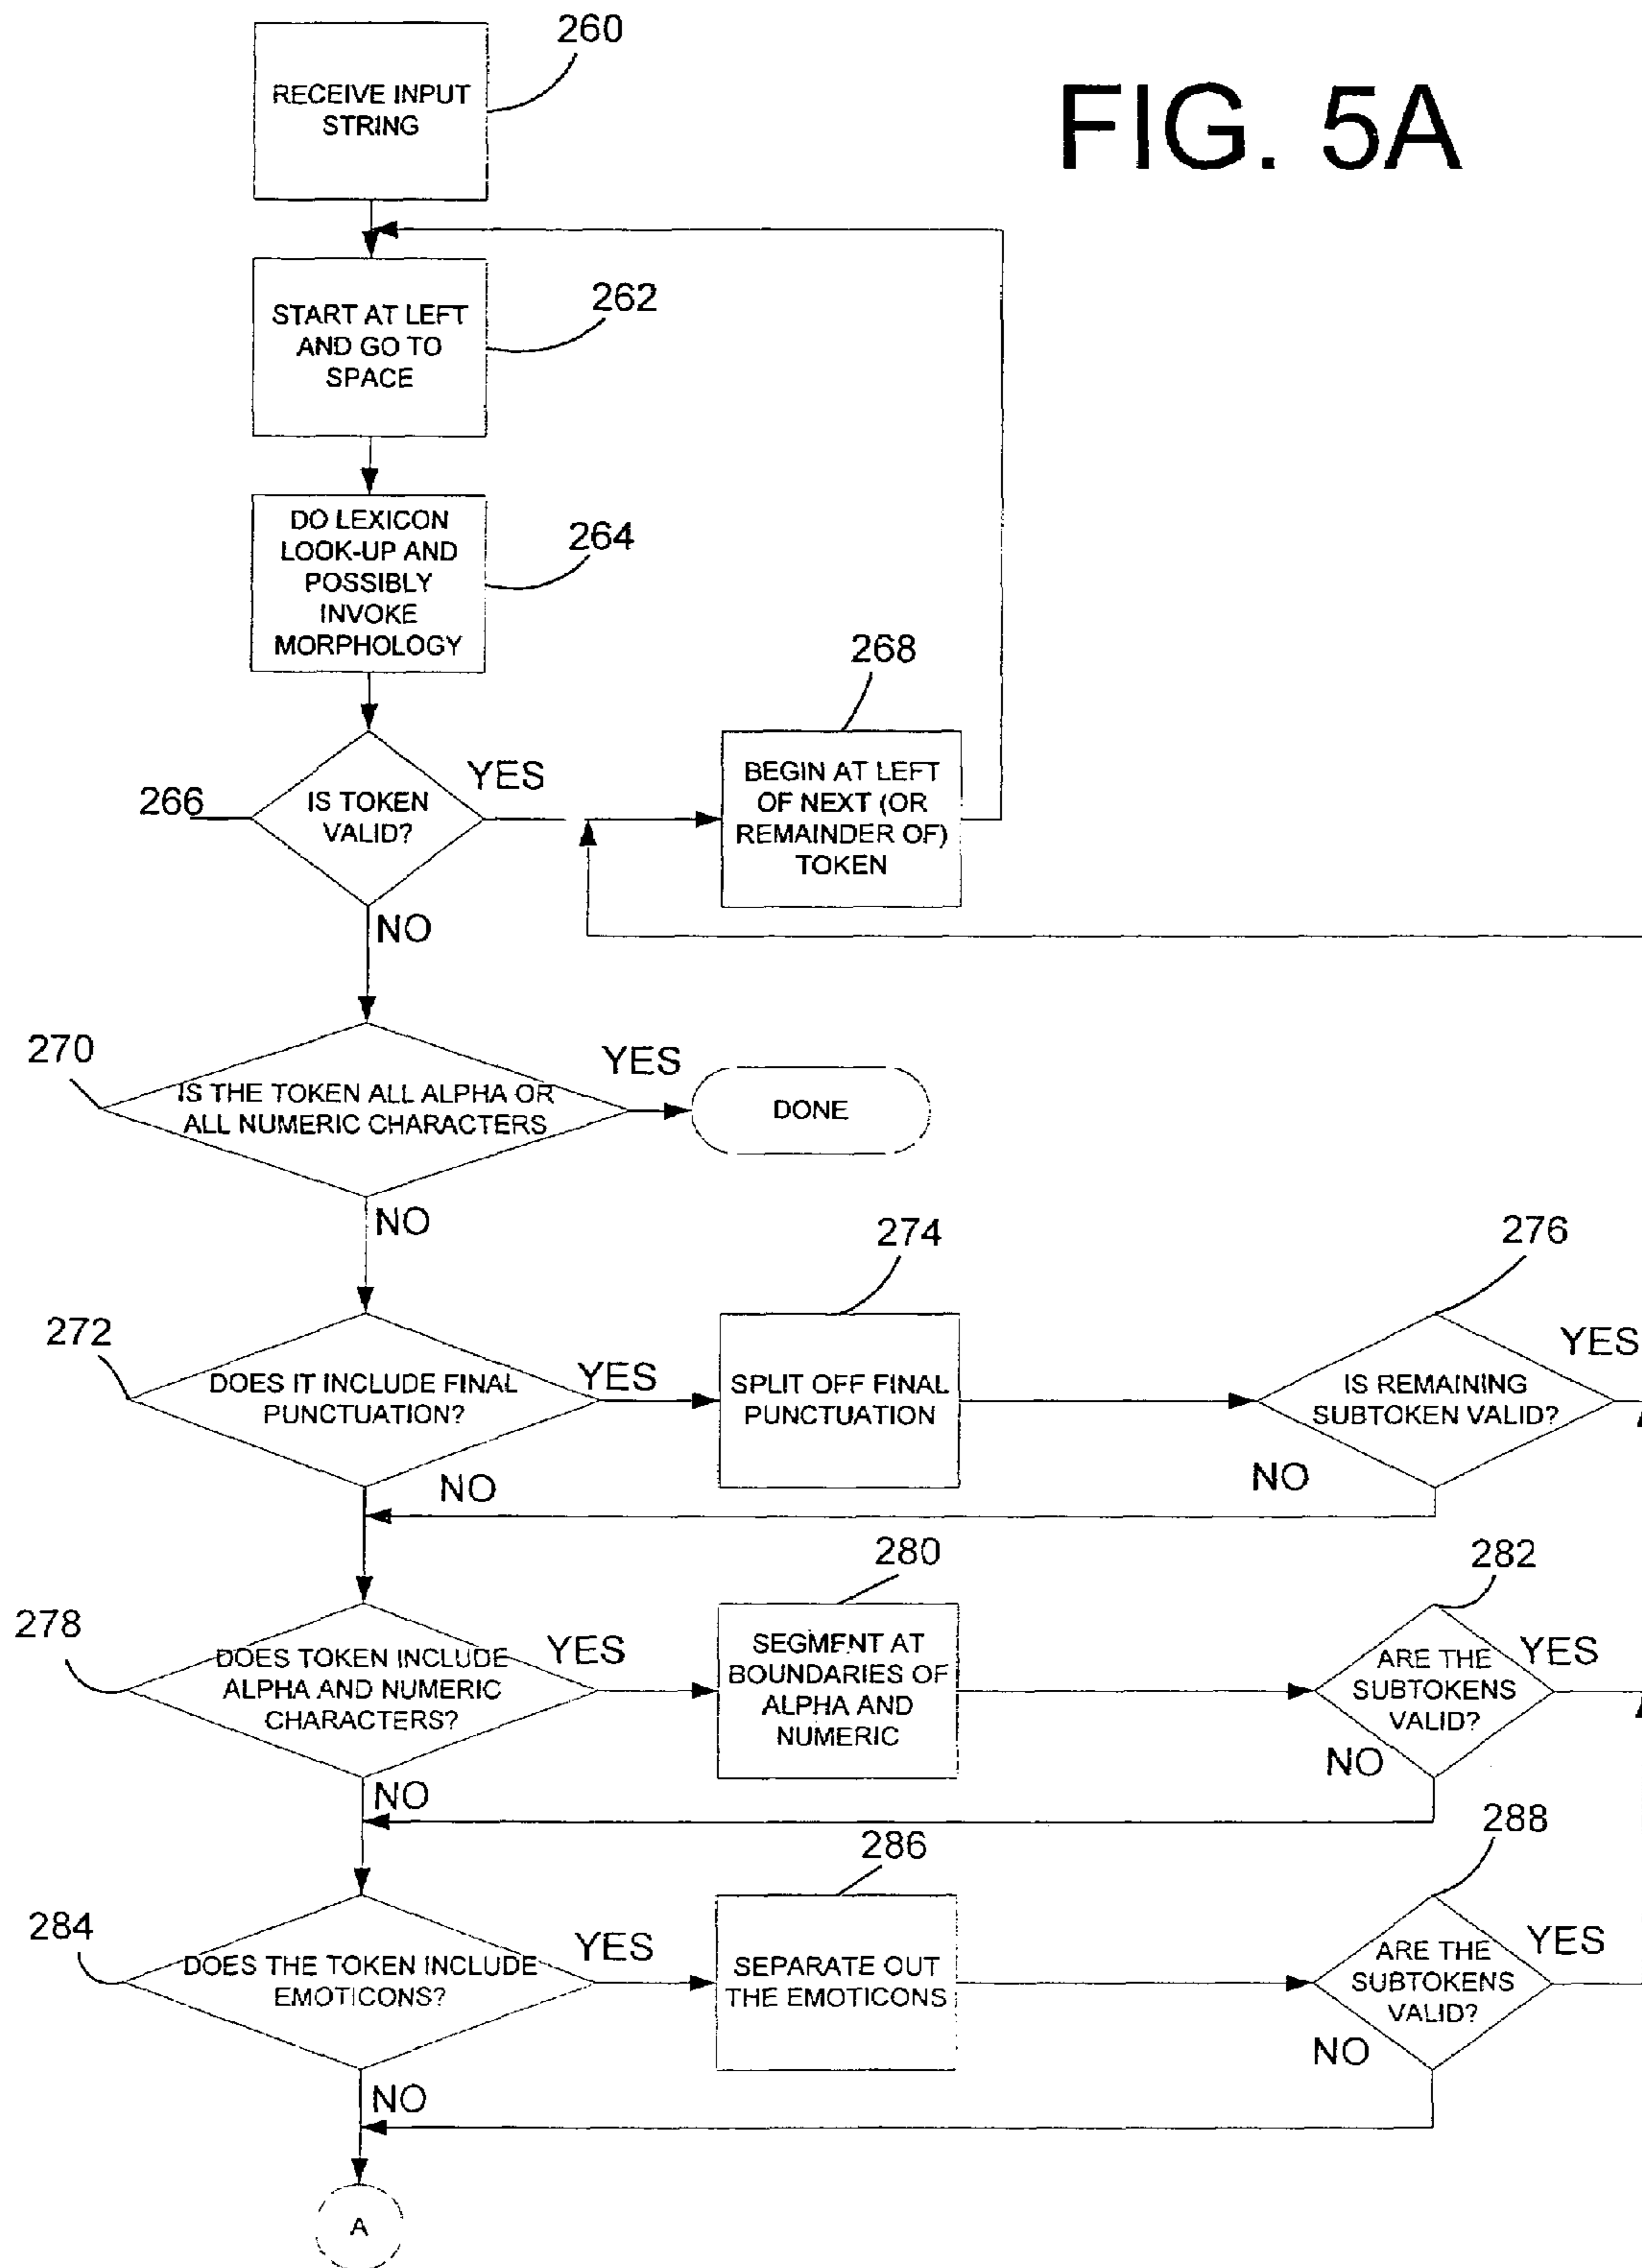 FIG. 5A
260
RECEIVE INPUT
STRING
262
START AT LEFT
AND GO TO
SPACE
264
DO LEXICON
LOOK-UP AND
POSSIBLY
INVOKE
MORPHOLOGY
266
IS TOKEN
VALID?
YES
NO
268
BEGIN AT LEFT
OF NEXT (OR
REMAINDER OF)
TOKEN
270
IS THE TOKEN ALL ALPHA OR
ALL NUMERIC CHARACTERS
YES
DONE
NO
272
DOES IT INCLUDE FINAL
PUNCTUATION?
YES
274
SPLIT OFF FINAL
PUNCTUATION
276
IS REMAINING
SUBTOKEN VALID?
YES
NO
NO
278
DOES TOKEN INCLUDE
ALPHA AND NUMERIC
CHARACTERS?
YES
280
SEGMENT AT
BOUNDARIES OF
ALPHA AND
NUMERIC
282
ARE THE
SUBTOKENS
VALID?
YES
NO
NO
284
DOES THE TOKEN INCLUDE
EMOTICONS?
YES
286
SEPARATE OUT
THE EMOTICONS
288
ARE THE
SUBTOKENS
VALID?
YES
NO
NO
A